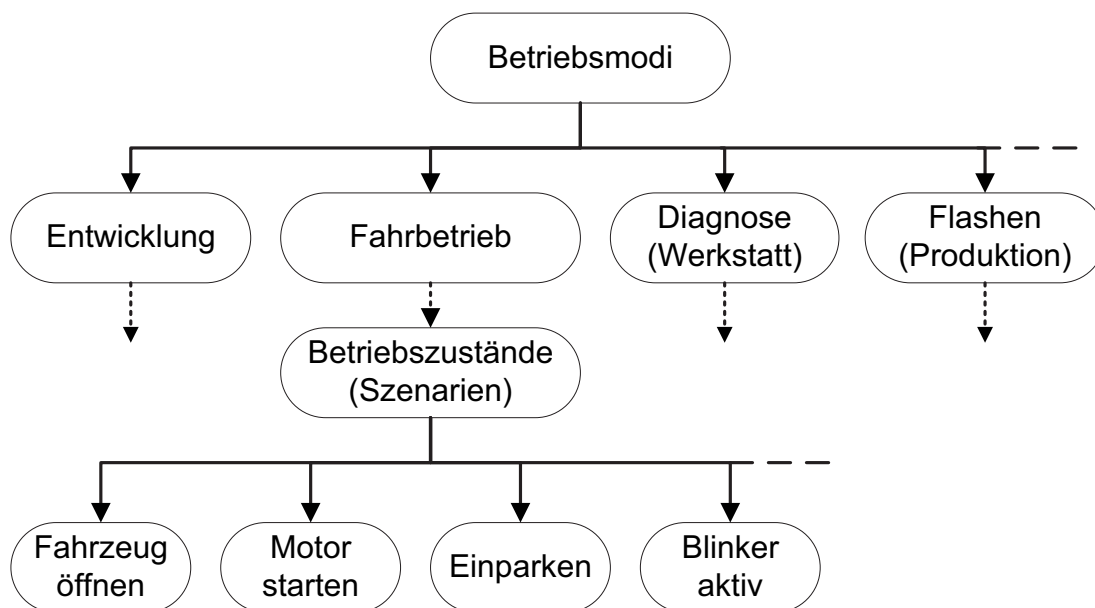 Betriebsmodi
Entwicklung
Fahrbetrieb
Diagnose
(Werkstatt)
Flashen
(Produktion)
Betriebszustände
(Szenarien)
Fahrzeug
öffnen
Motor
starten
Einparken
Blinker
aktiv